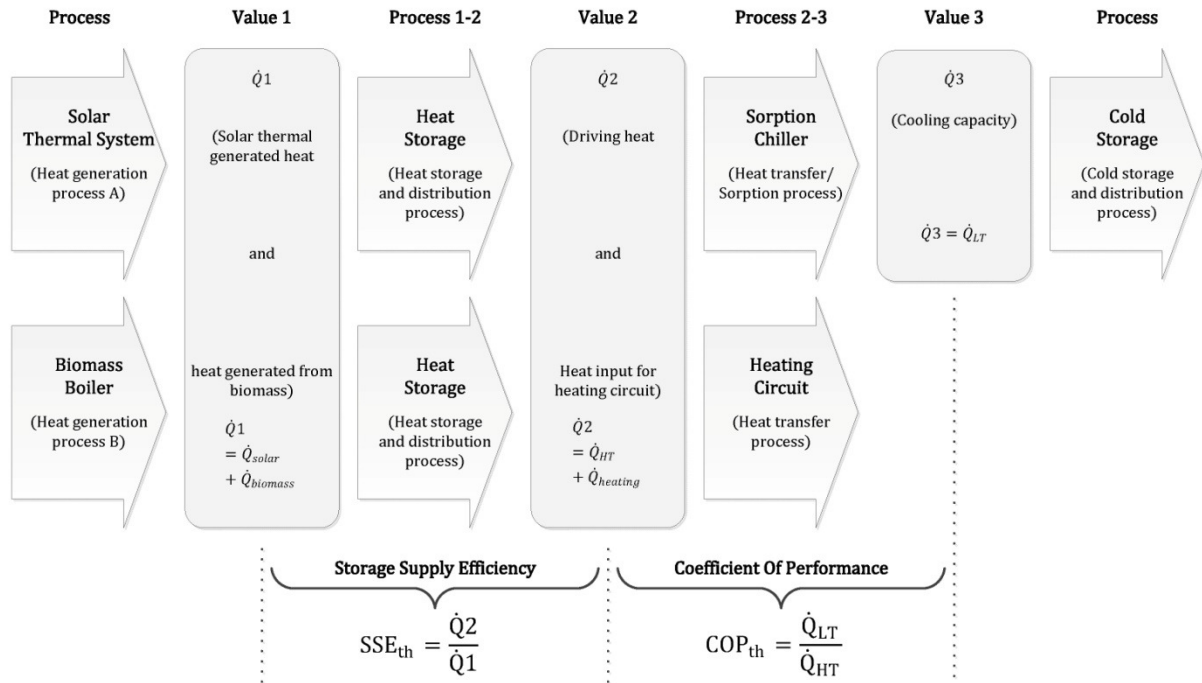 Process
Value 1
Process 1-2
Value 2
Process 2-3
Value 3
Process
Solar
Thermal System
(Heat generation
process A)
Q̇1
(Solar thermal
generated heat
and
heat generated from
biomass)
Q̇1
= Q̇solar
+ Q̇biomass
Heat
Storage
(Heat storage
and distribution
process)
Q̇2
(Driving heat)
and
Heat input for
heating circuit)
Q̇2
= Q̇HT
+ Q̇heating
Sorption
Chiller
(Heat transfer/
Sorption process)
Q̇3
(Cooling capacity)
Q̇3 = Q̇LT
Cold
Storage
(Cold storage
and distribution
process)
Biomass
Boiler
(Heat generation
process B)
Heat
Storage
(Heat storage
and distribution
process)
Heating
Circuit
(Heat transfer
process)
Storage Supply Efficiency
SSEth = Q̇2 / Q̇1
Coefficient Of Performance
COPth = Q̇LT / Q̇HT